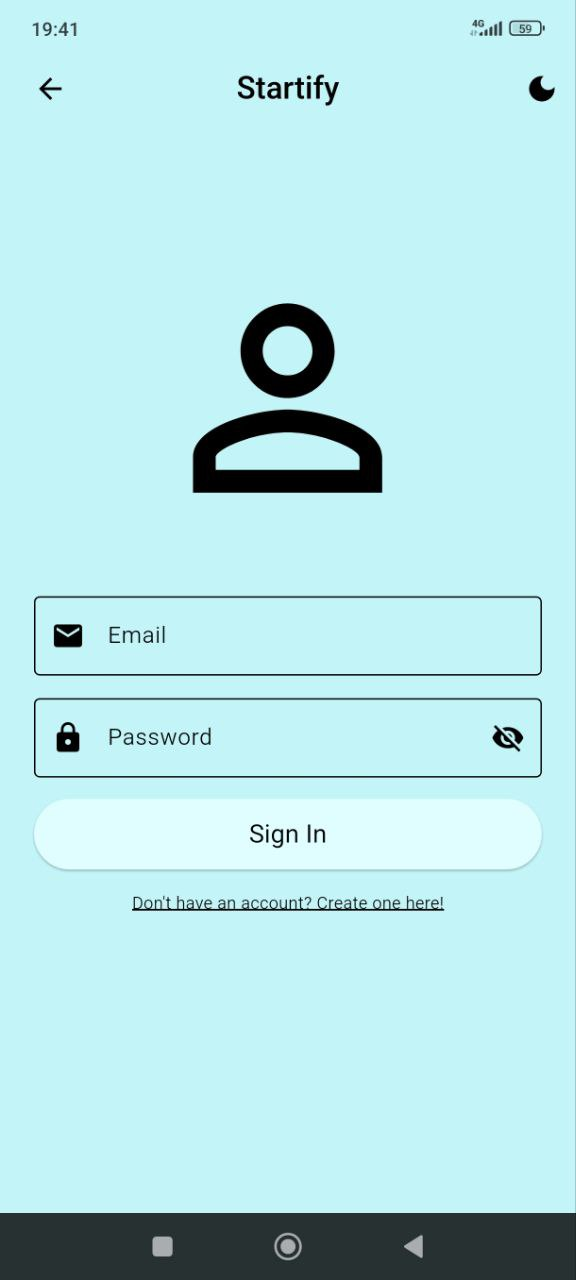 19:41
4G
59
Startify
Email
Password
Sign In
Don't have an account? Create one here!